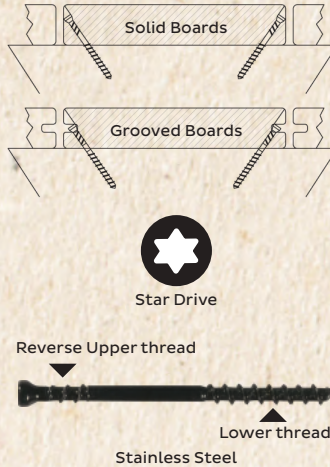 Solid Boards
Grooved Boards
Star Drive
Reverse Upper thread
Lower thread
Stainless Steel